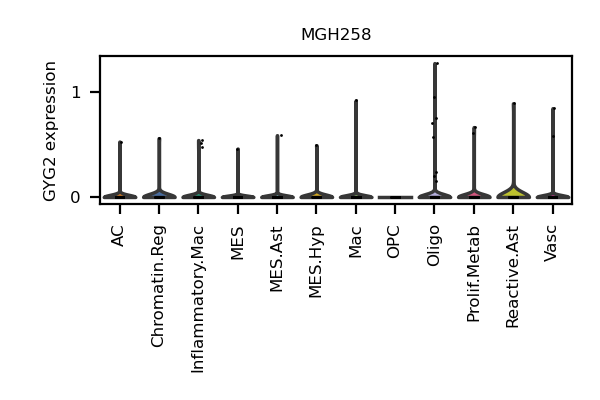 MGH258
GYG2 expression
1
0
AC
Chromatin.Reg
Inflammatory.Mac
MES
MES.Ast
MES.Hyp
Mac
OPC
Oligo
Prolif.Metab
Reactive.Ast
Vasc